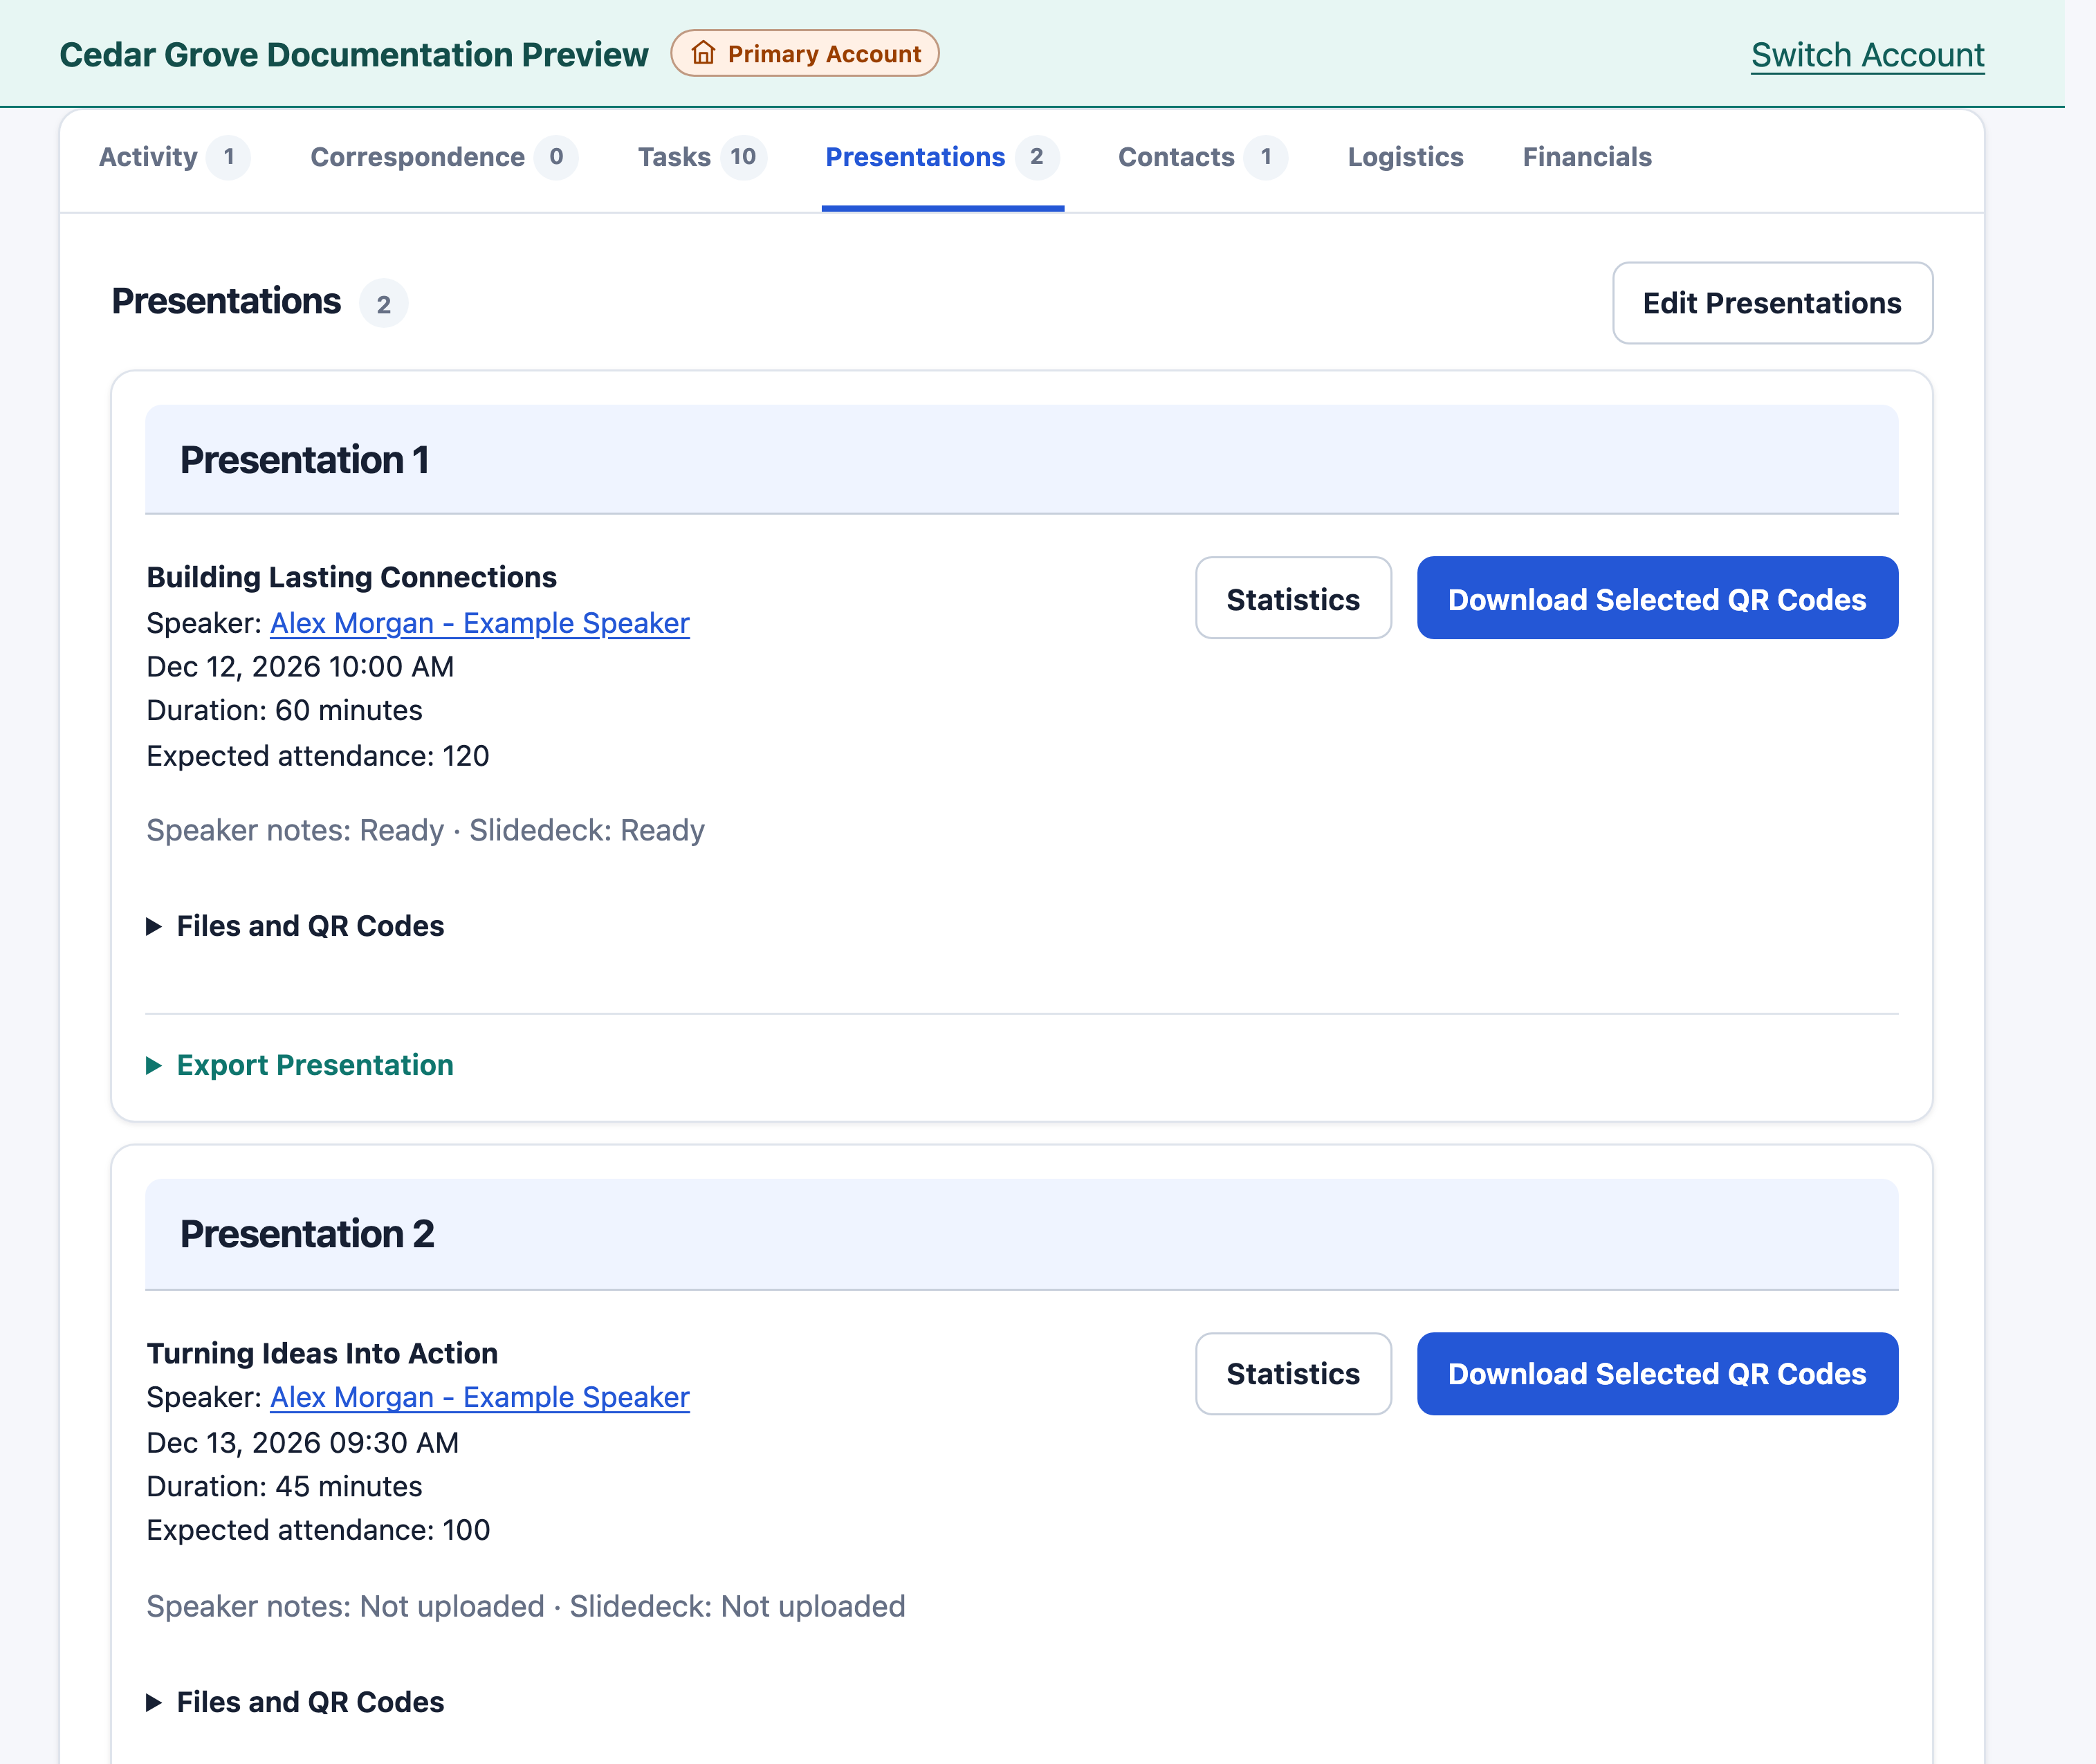 Cedar Grove Documentation Preview Primary Account Switch Account
Activity 1 Correspondence 0 Tasks 10 Presentations 2 Contacts 1 Logistics Financials
Presentations 2 Edit Presentations
Presentation 1
Building Lasting Connections
Statistics Download Selected QR Codes
Speaker: Alex Morgan - Example Speaker
Dec 12, 2026 10:00 AM
Duration: 60 minutes
Expected attendance: 120
Speaker notes: Ready · Slidedeck: Ready
Files and QR Codes
Export Presentation
Presentation 2
Turning Ideas Into Action
Statistics Download Selected QR Codes
Speaker: Alex Morgan - Example Speaker
Dec 13, 2026 09:30 AM
Duration: 45 minutes
Expected attendance: 100
Speaker notes: Not uploaded · Slidedeck: Not uploaded
Files and QR Codes